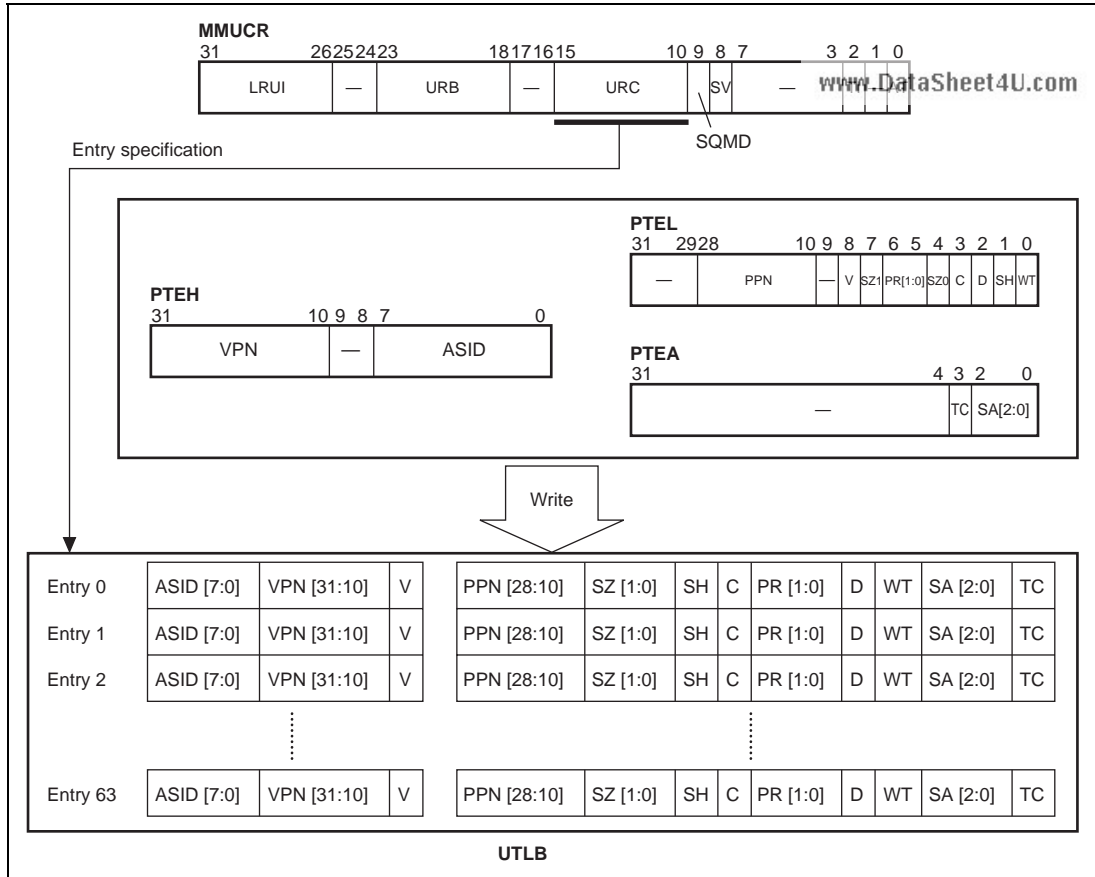 MMUCR
31 26 25 24 23 18 17 16 15 10 9 8 7 3 2 1 0
LRUI — URB — URC SV —
www.DataSheet4U.com
SQMD
Entry specification
PTEL
31 29 28 10 9 8 7 6 5 4 3 2 1 0
— PPN — V SZ1 PR[1:0] SZ0 C D SH WT
PTEH
31 10 9 8 7 0
VPN — ASID
PTEA
31 4 3 2 0
— TC SA[2:0]
Write
Entry 0 ASID [7:0] VPN [31:10] V PPN [28:10] SZ [1:0] SH C PR [1:0] D WT SA [2:0] TC
Entry 1 ASID [7:0] VPN [31:10] V PPN [28:10] SZ [1:0] SH C PR [1:0] D WT SA [2:0] TC
Entry 2 ASID [7:0] VPN [31:10] V PPN [28:10] SZ [1:0] SH C PR [1:0] D WT SA [2:0] TC
Entry 63 ASID [7:0] VPN [31:10] V PPN [28:10] SZ [1:0] SH C PR [1:0] D WT SA [2:0] TC
UTLB